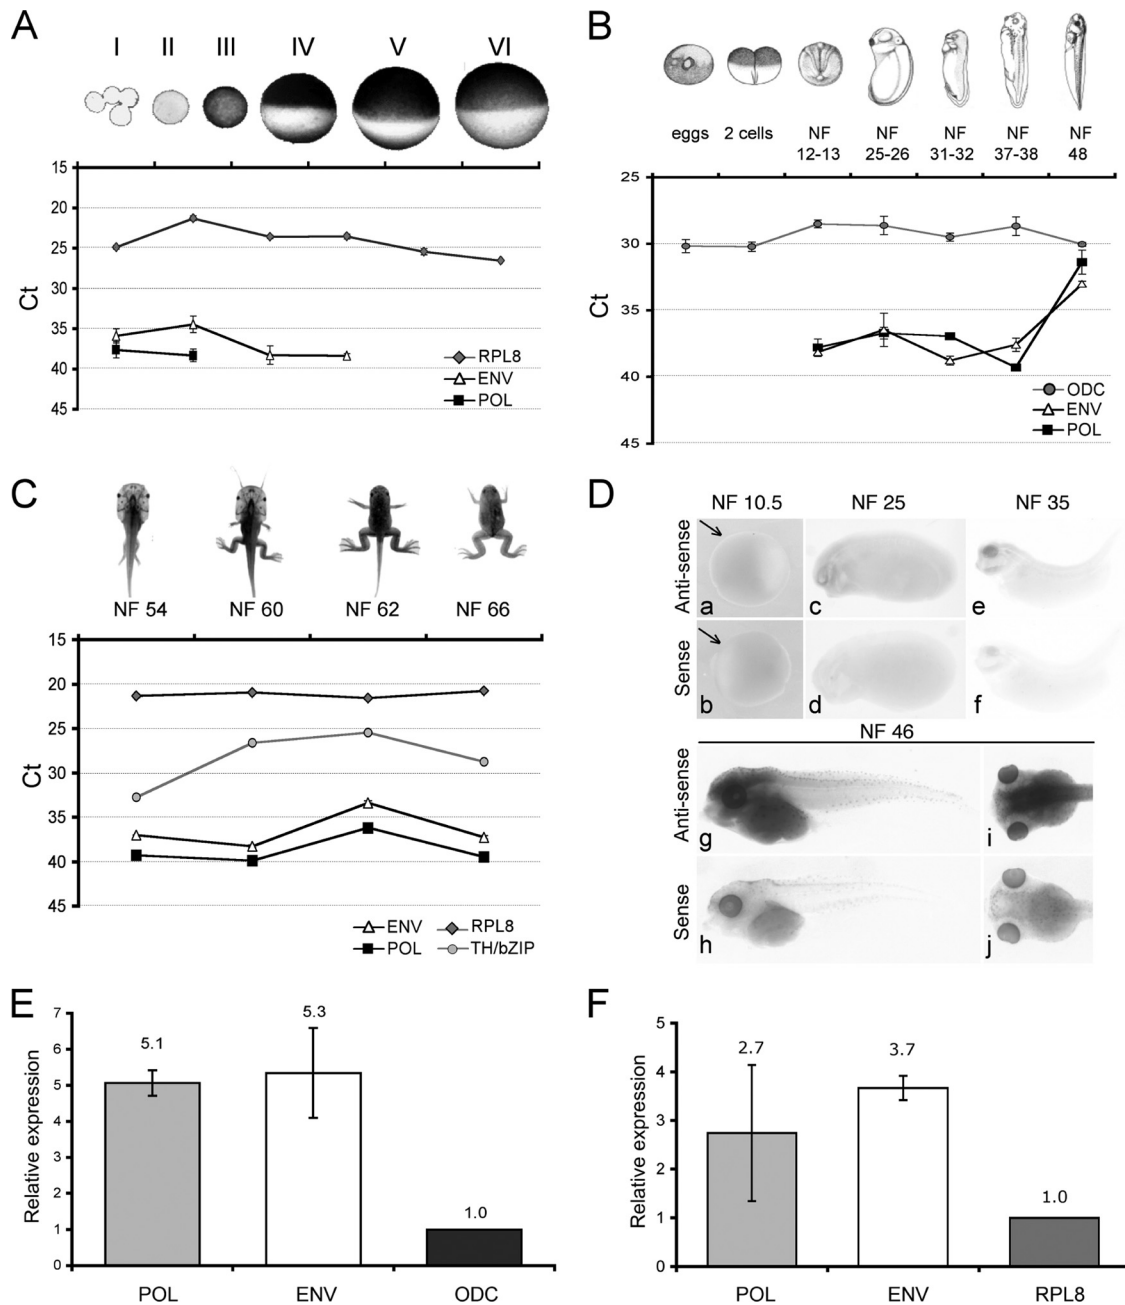 A
I II III IV V VI
15
20
25
30
35
40
45
Ct
RPL8
ENV
POL
B
eggs 2 cells NF 12-13 NF 25-26 NF 31-32 NF 37-38 NF 48
25
30
35
40
45
Ct
ODC
ENV
POL
C
NF 54 NF 60 NF 62 NF 66
15
20
25
30
35
40
45
Ct
ENV RPL8
POL TH/bZIP
D
NF 10.5 NF 25 NF 35
Anti-sense
a c e
Sense
b d f
NF 46
Anti-sense
g i
Sense
h j
E
7
6
5
4
3
2
1
0
Relative expression
5.1
5.3
1.0
POL ENV ODC
F
5
4
3
2
1
0
Relative expression
2.7
3.7
1.0
POL ENV RPL8